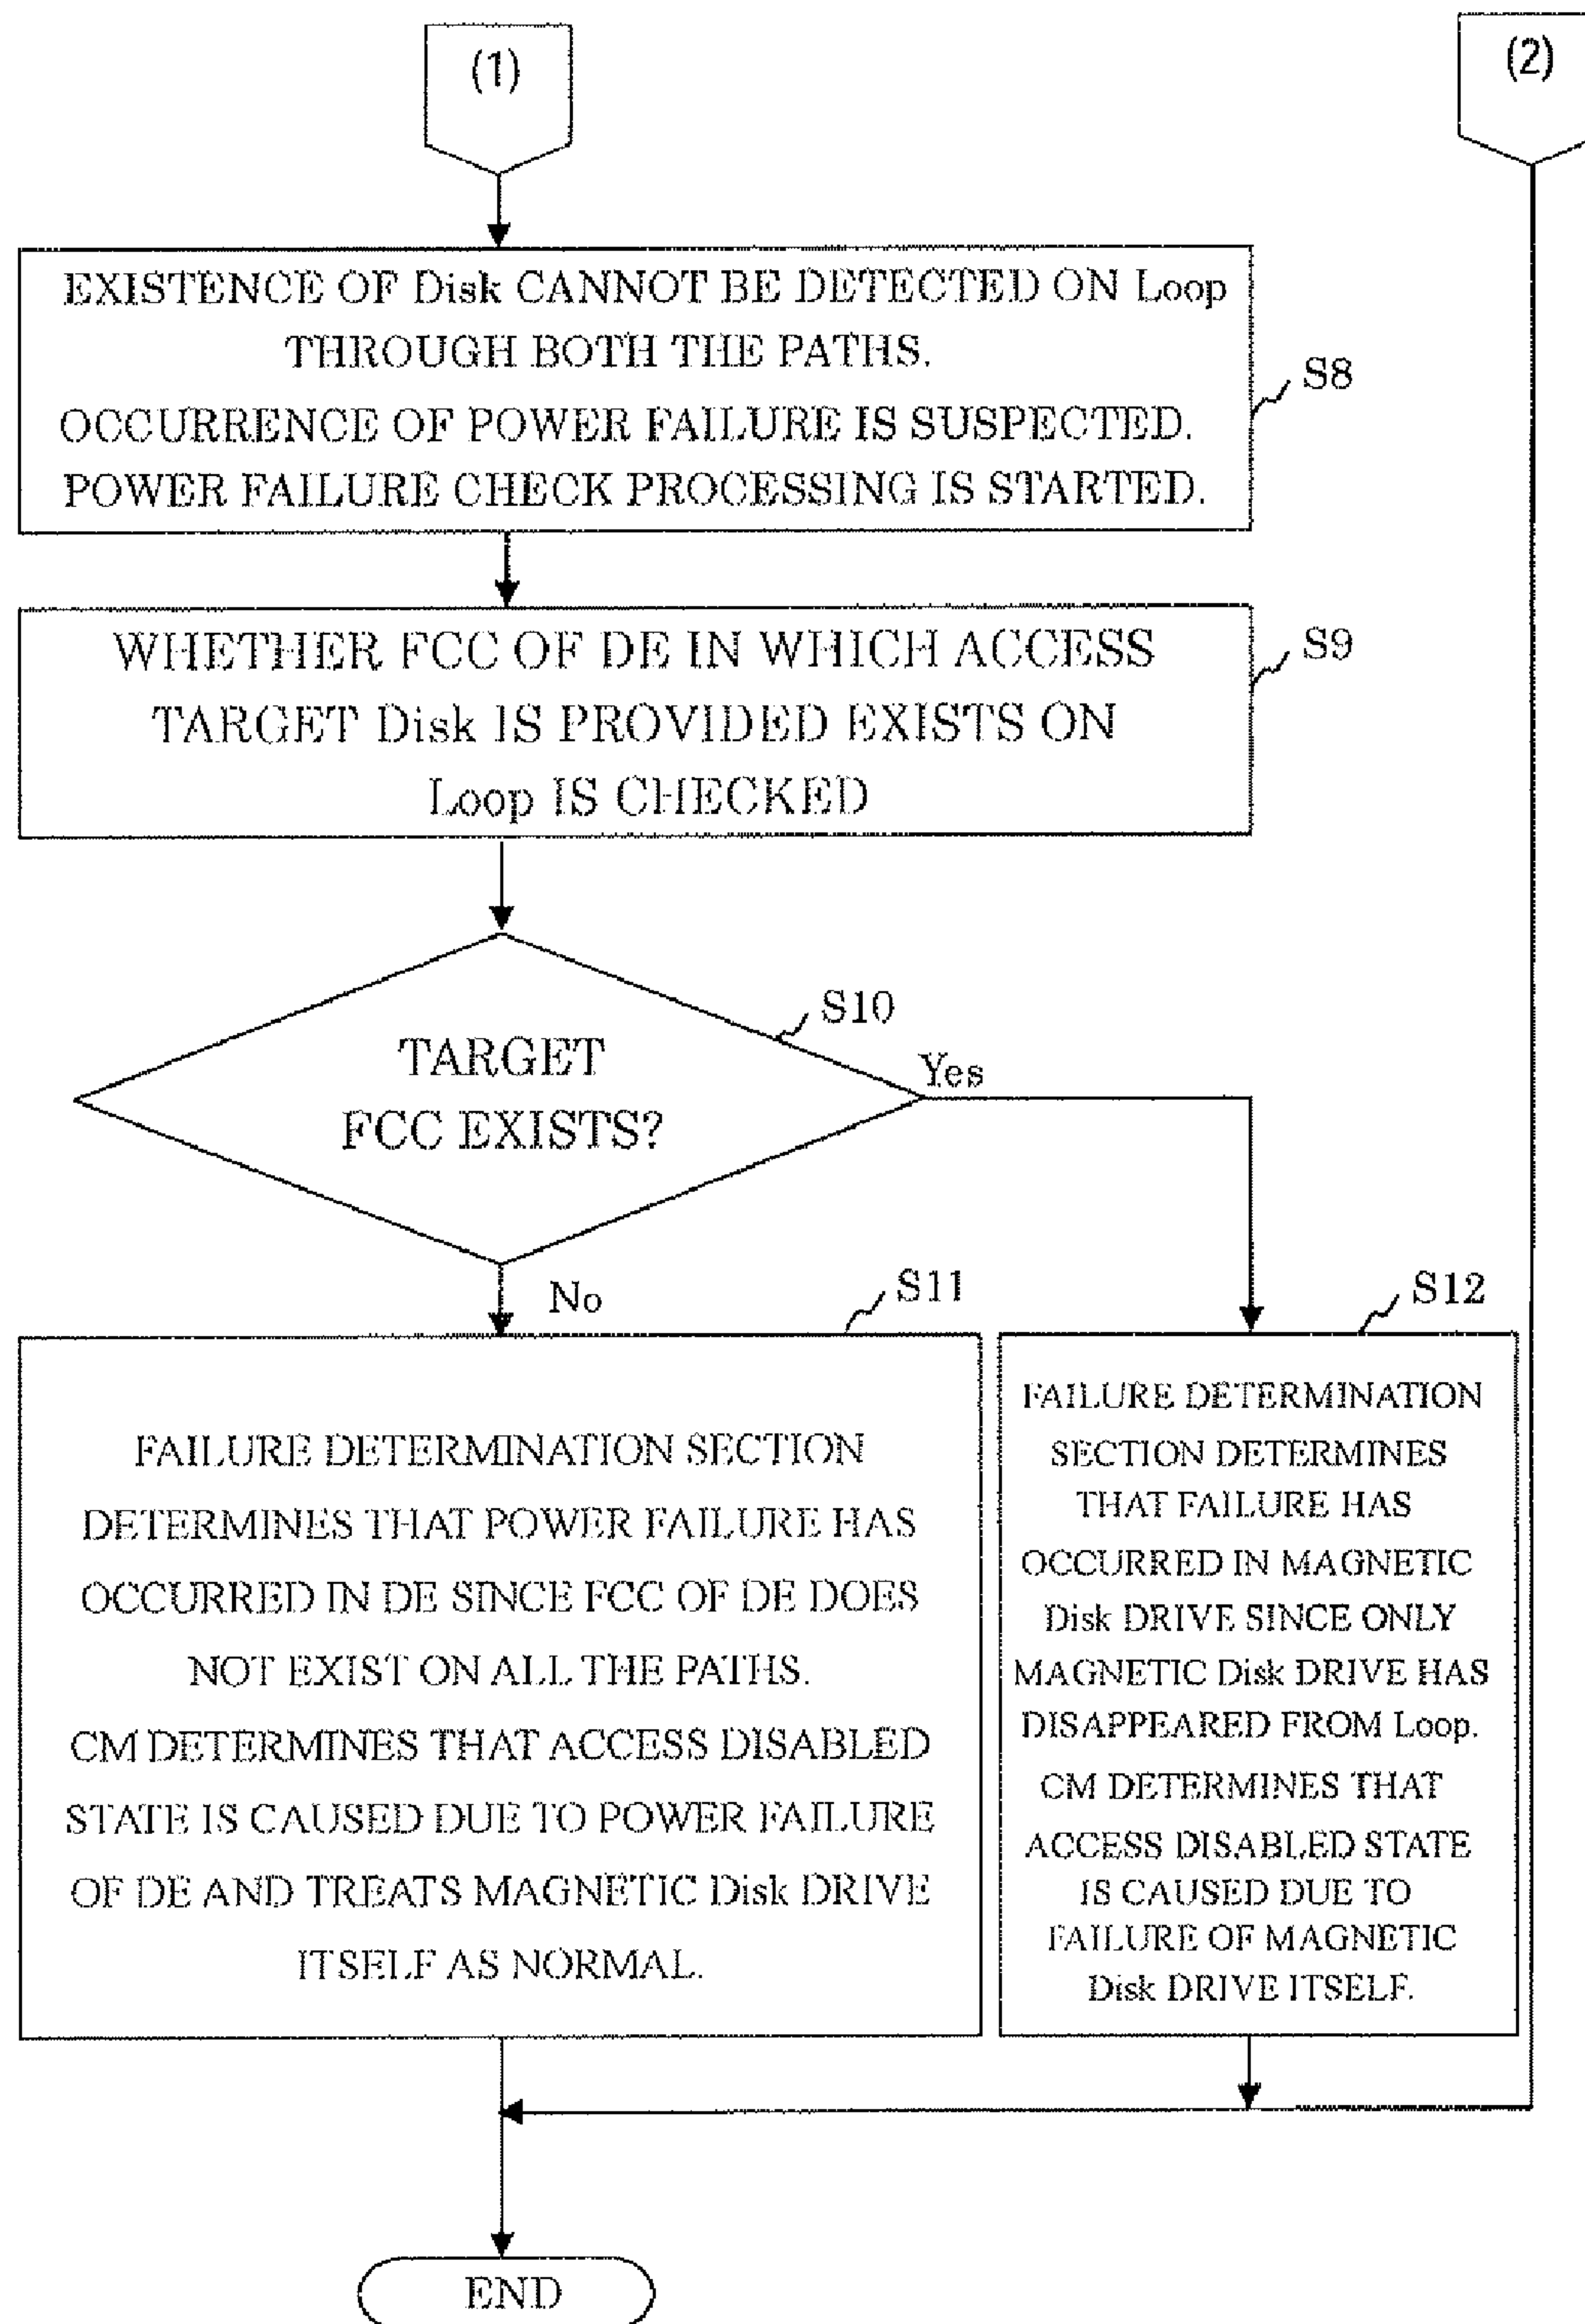 (1)
(2)
EXISTENCE OF Disk CANNOT BE DETECTED ON Loop
THROUGH BOTH THE PATHS.
OCCURRENCE OF POWER FAILURE IS SUSPECTED.
POWER FAILURE CHECK PROCESSING IS STARTED.
S8
WHETHER FCC OF DE IN WHICH ACCESS
TARGET Disk IS PROVIDED EXISTS ON
Loop IS CHECKED
S9
S10
TARGET
FCC EXISTS?
Yes
No
S11
FAILURE DETERMINATION SECTION
DETERMINES THAT POWER FAILURE HAS
OCCURRED IN DE SINCE FCC OF DE DOES
NOT EXIST ON ALL THE PATHS.
CM DETERMINES THAT ACCESS DISABLED
STATE IS CAUSED DUE TO POWER FAILURE
OF DE AND TREATS MAGNETIC Disk DRIVE
ITSELF AS NORMAL.
S12
FAILURE DETERMINATION
SECTION DETERMINES
THAT FAILURE HAS
OCCURRED IN MAGNETIC
Disk DRIVE SINCE ONLY
MAGNETIC Disk DRIVE HAS
DISAPPEARED FROM Loop.
CM DETERMINES THAT
ACCESS DISABLED STATE
IS CAUSED DUE TO
FAILURE OF MAGNETIC
Disk DRIVE ITSELF.
END